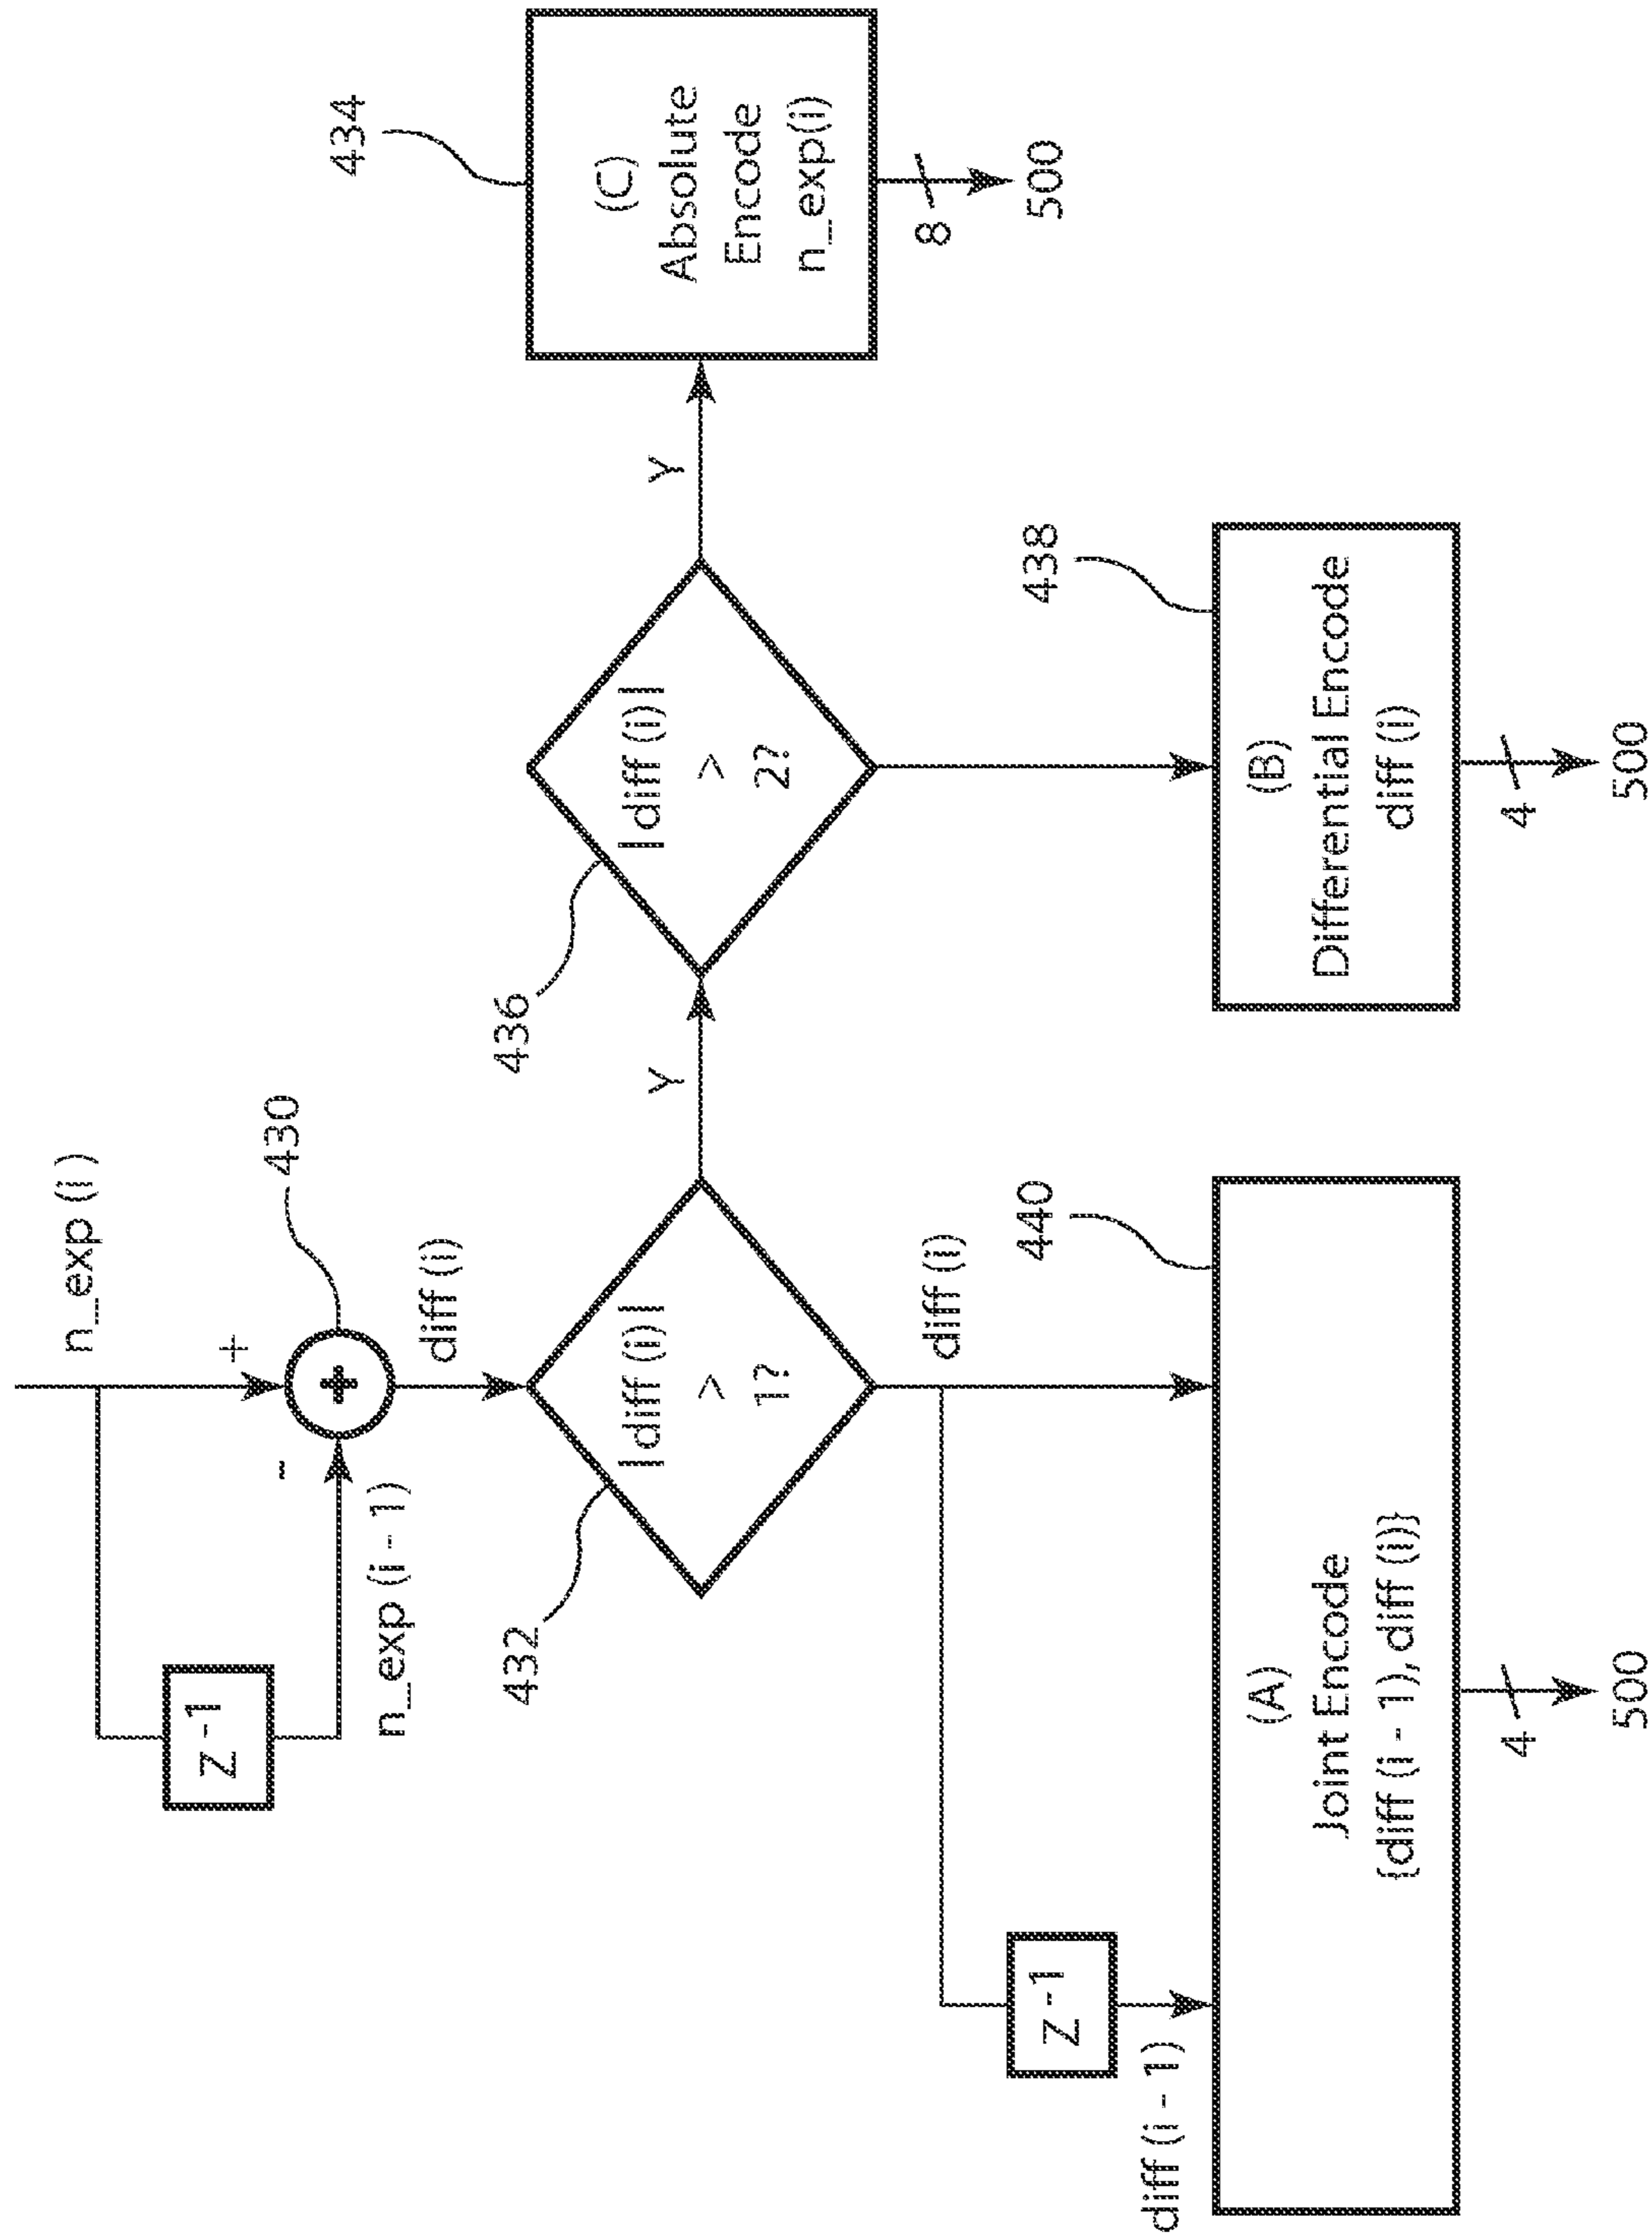 n_exp (i )
430
+
-
+
Z -1
n_exp (i - 1)
diff (i)
432
| diff (i) |
>
1?
Y
436
| diff (i) |
>
2?
Y
434
(C)
Absolute
Encode
n_exp(i)
8
500
diff (i)
Z -1
diff (i - 1)
440
(A)
Joint Encode
{diff (i - 1), diff (i)}
4
500
438
(B)
Differential Encode
diff (i)
4
500